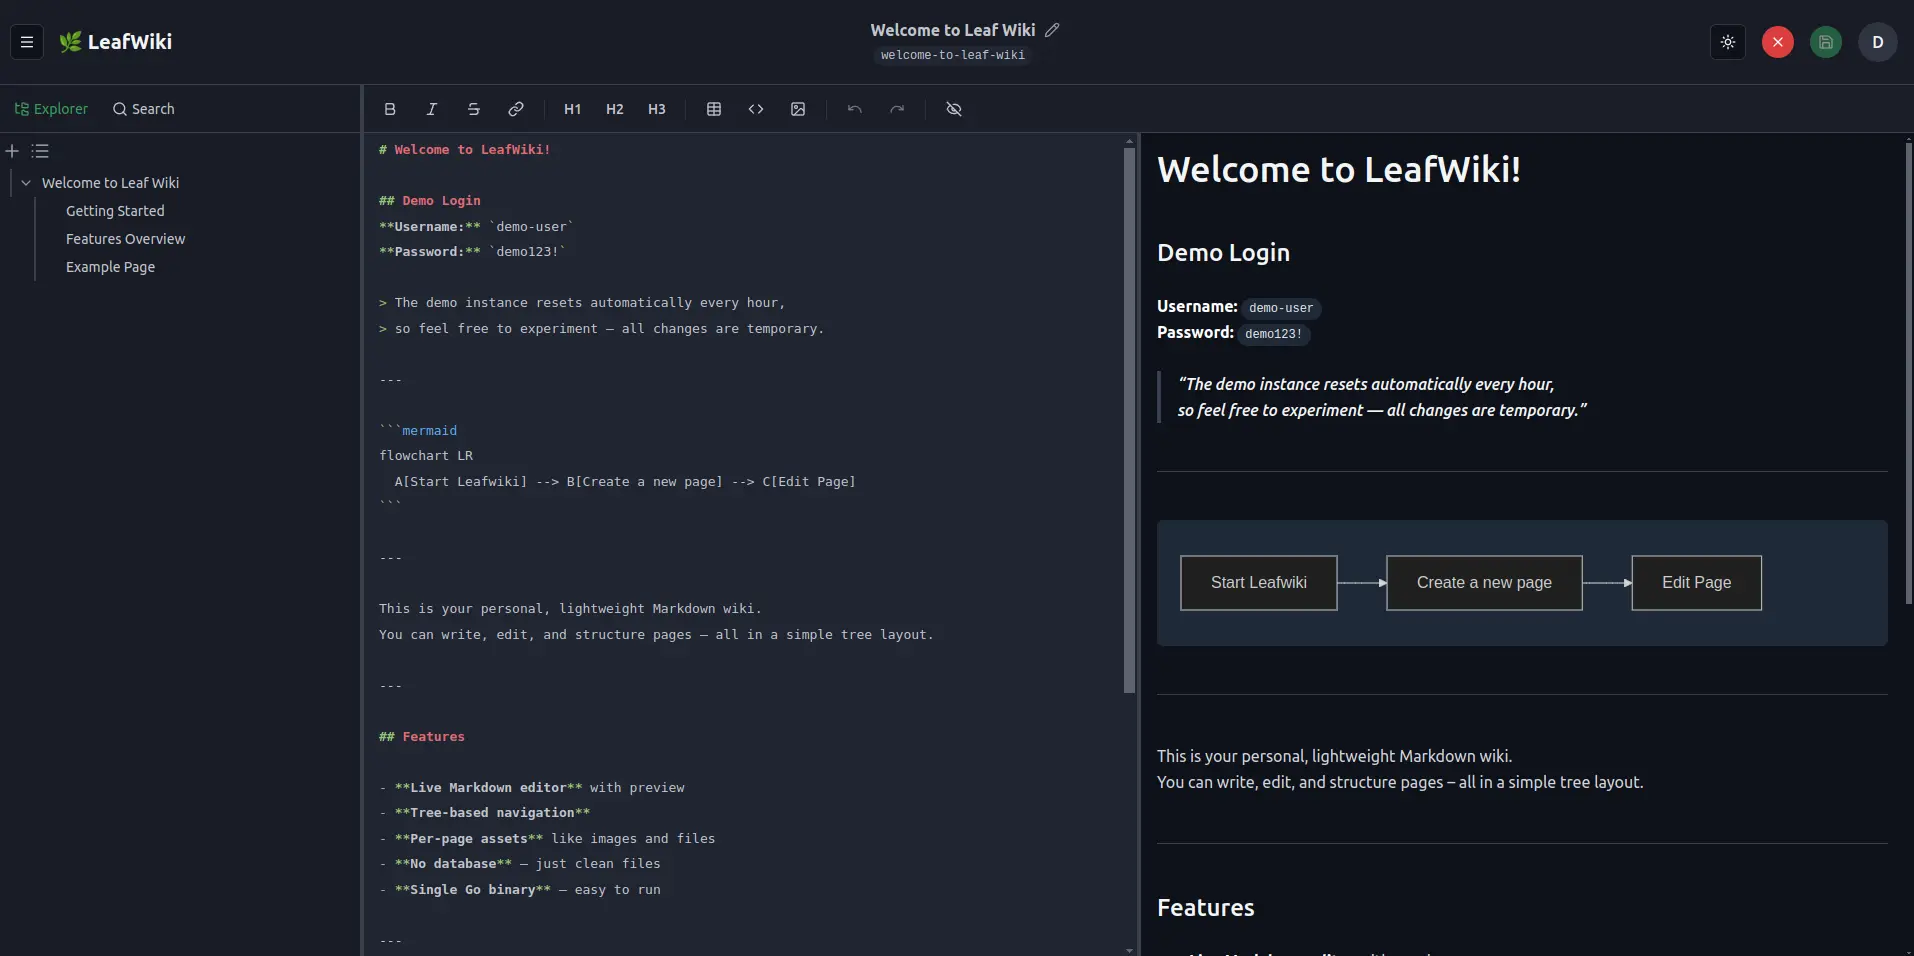 🌿 LeafWiki
Welcome to Leaf Wiki
welcome-to-leaf-wiki
D
Explorer
Search
B I S H1 H2 H3
Welcome to Leaf Wiki
Getting Started
Features Overview
Example Page
# Welcome to LeafWiki!
## Demo Login
**Username:** `demo-user`
**Password:** `demo123!`
> The demo instance resets automatically every hour,
> so feel free to experiment — all changes are temporary.
---
```mermaid
flowchart LR
  A[Start Leafwiki] --> B[Create a new page] --> C[Edit Page]
```
---
This is your personal, lightweight Markdown wiki.
You can write, edit, and structure pages – all in a simple tree layout.
---
## Features
- **Live Markdown editor** with preview
- **Tree-based navigation**
- **Per-page assets** like images and files
- **No database** – just clean files
- **Single Go binary** – easy to run
---
Welcome to LeafWiki!
Demo Login
Username: demo-user
Password: demo123!
“The demo instance resets automatically every hour,
so feel free to experiment — all changes are temporary.”
Start Leafwiki
Create a new page
Edit Page
This is your personal, lightweight Markdown wiki.
You can write, edit, and structure pages – all in a simple tree layout.
Features